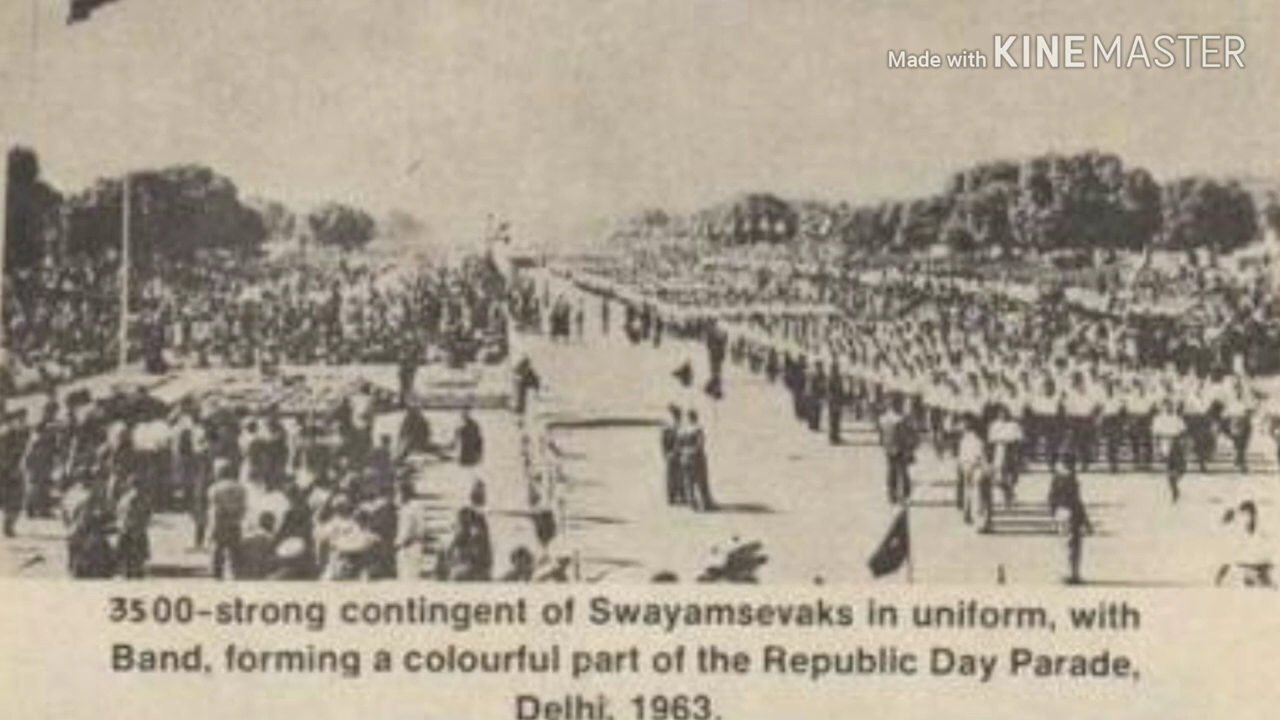 Made with KINEMASTER
3500-strong contingent of Swayamsevaks in uniform, with
Band, forming a colourful part of the Republic Day Parade,
Delhi, 1963.